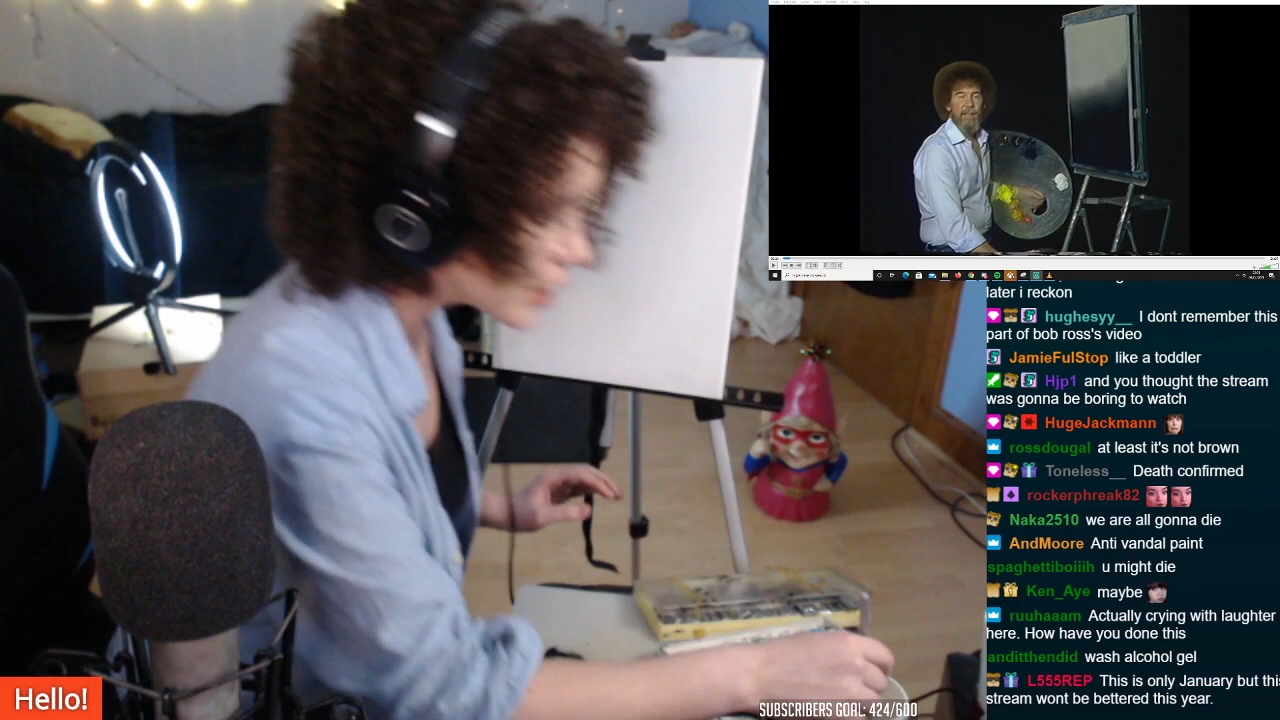 later i reckon
hughesyy__ I dont remember this
part of bob ross's video
JamieFulStop like a toddler
Hjp1 and you thought the stream
was gonna be boring to watch
HugeJackmann
rossdougal at least it's not brown
Toneless__ Death confirmed
rockerphreak82
Naka2510 we are all gonna die
AndMoore Anti vandal paint
spaghettiboiiih u might die
Ken_Aye maybe
ruuhaaam Actually crying with laughter
here. How have you done this
anditthendid wash alcohol gel
L555REP This is only January but this
stream wont be bettered this year.
Hello!
SUBSCRIBERS GOAL: 424/600